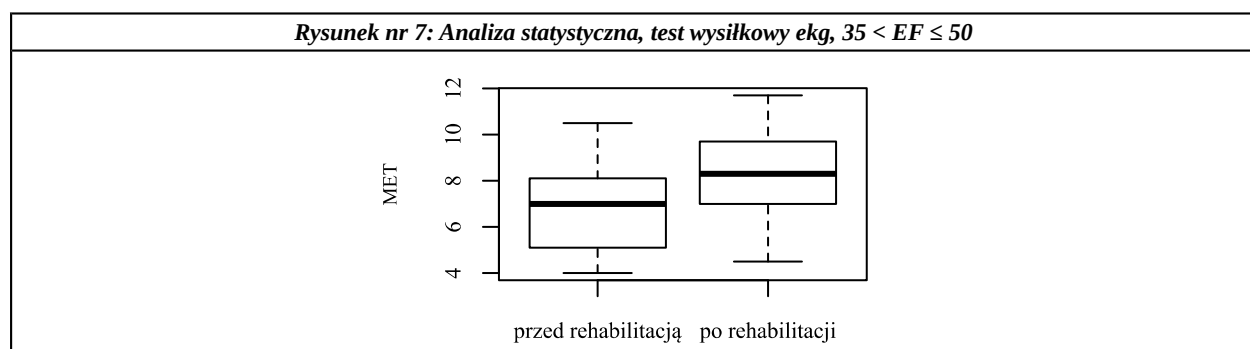 Rysunek nr 7: Analiza statystyczna, test wysiłkowy ekg, 35 < EF ≤ 50
12
10
8
6
4
MET
przed rehabilitacją po rehabilitacji